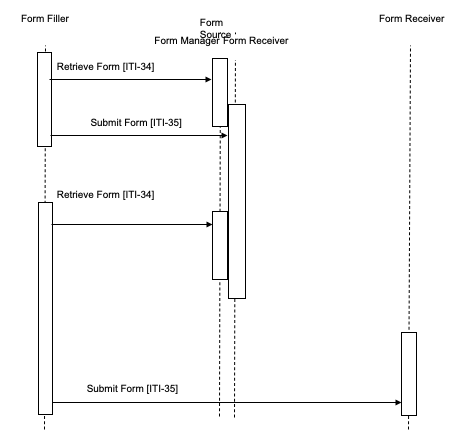 Form Filler
Form
Source :
Form Manager Form Receiver
Form Receiver
Retrieve Form [ITI-34]
Submit Form [ITI-35]
Retrieve Form [ITI-34]
Submit Form [ITI-35]